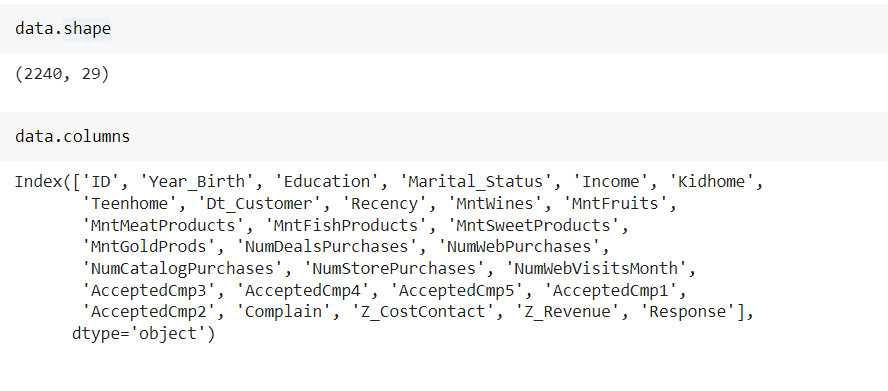 data.shape
(2240, 29)
data.columns
Index(['ID', 'Year_Birth', 'Education', 'Marital_Status', 'Income', 'Kidhome',
'Teenhome', 'Dt_Customer', 'Recency', 'MntWines', 'MntFruits',
'MntMeatProducts', 'MntFishProducts', 'MntSweetProducts',
'MntGoldProds', 'NumDealsPurchases', 'NumWebPurchases',
'NumCatalogPurchases', 'NumStorePurchases', 'NumWebVisitsMonth',
'AcceptedCmp3', 'AcceptedCmp4', 'AcceptedCmp5', 'AcceptedCmp1',
'AcceptedCmp2', 'Complain', 'Z_CostContact', 'Z_Revenue', 'Response'],
dtype='object')